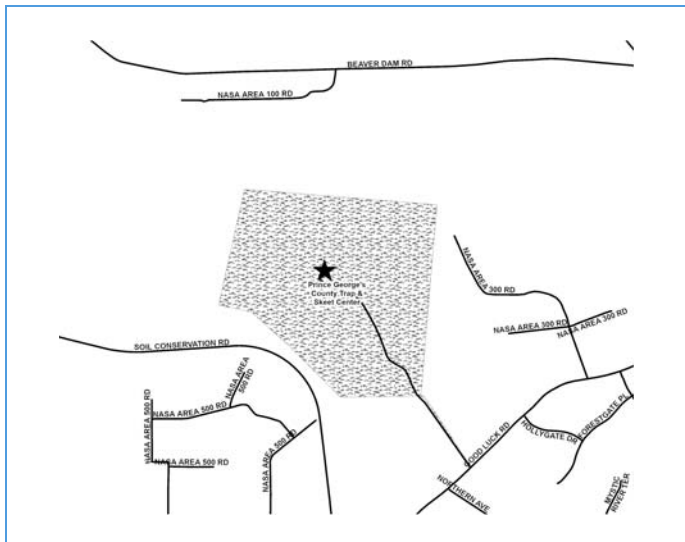 BEAVER DAM RD
NASA AREA 100 RD
NASA AREA 300 RD
Prince George's
County Trap &
Skeet Center
NASA AREA 300 RD
NASA AREA 300 RD
SOIL CONSERVATION RD
NASA AREA
500 RD
NASA AREA 500 RD
NASA AREA 500 RD
NASA AREA 500 RD
NASA AREA 500 RD
GOOD LUCK RD
HOLLYGATE DR
FORESTGATE PL
NORTHERN AVE
MYSTIC
RIVER TER